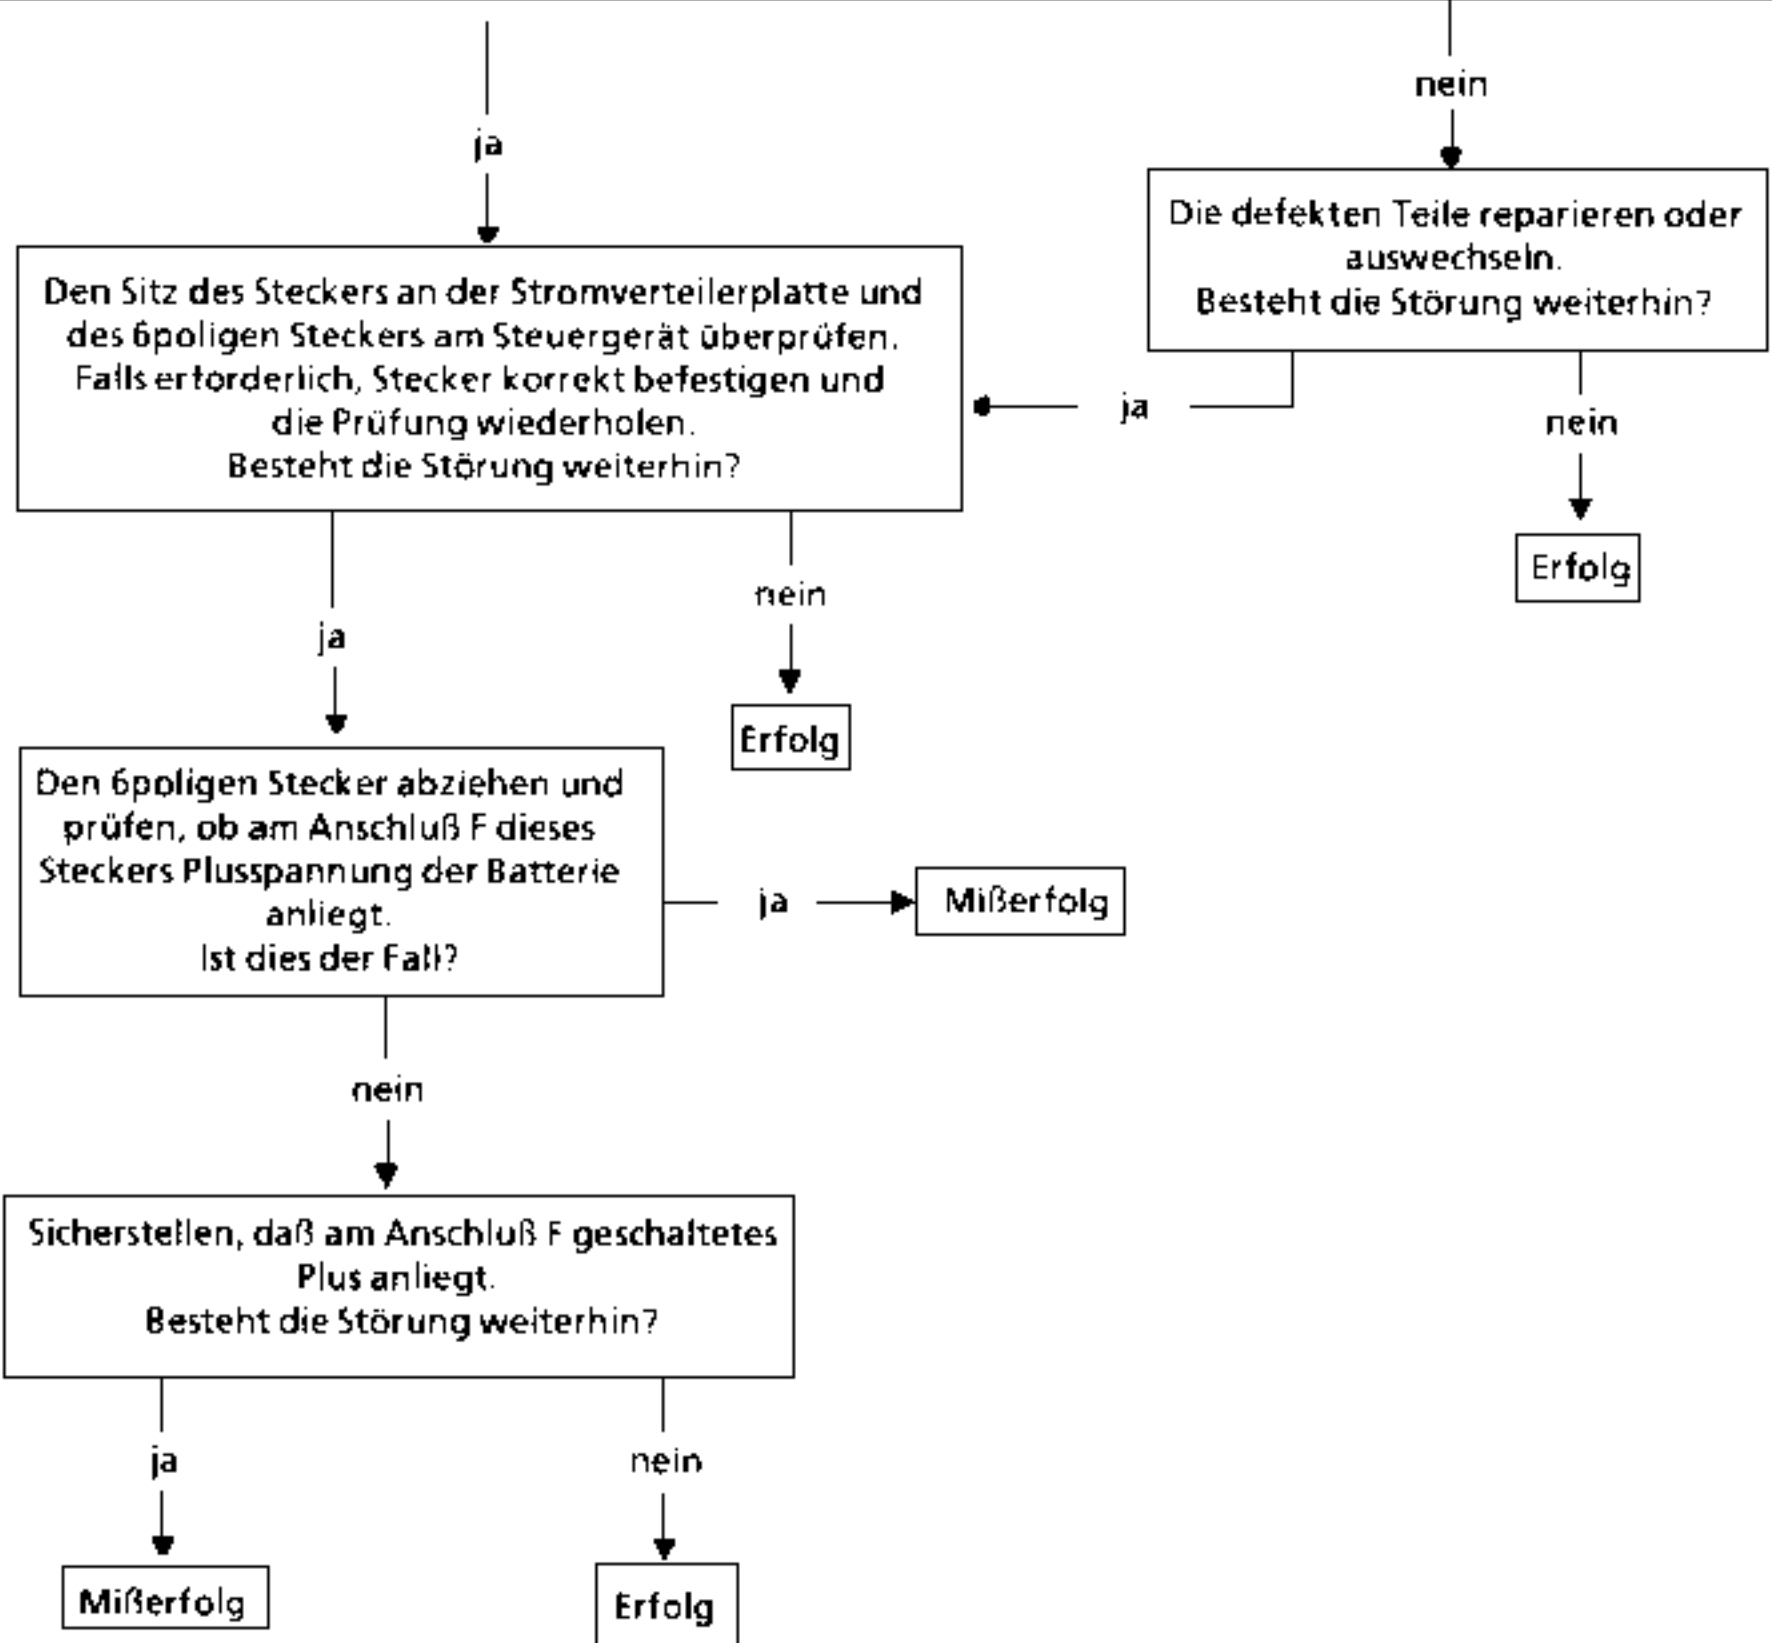 nein
ja
Die defekten Teile reparieren oder
auswechseln.
Besteht die Störung weiterhin?
Den Sitz des Steckers an der Stromverteilerplatte und
des 6poligen Steckers am Steuergerät überprüfen.
Falls erforderlich, Stecker korrekt befestigen und
die Prüfung wiederholen.
Besteht die Störung weiterhin?
ja
nein
Erfolg
nein
ja
Erfolg
Den 6poligen Stecker abziehen und
prüfen, ob am Anschluß F dieses
Steckers Plusspannung der Batterie
anliegt.
Ist dies der Fall?
ja
Mißerfolg
nein
Sicherstellen, daß am Anschluß F geschaltetes
Plus anliegt.
Besteht die Störung weiterhin?
ja
nein
Mißerfolg
Erfolg